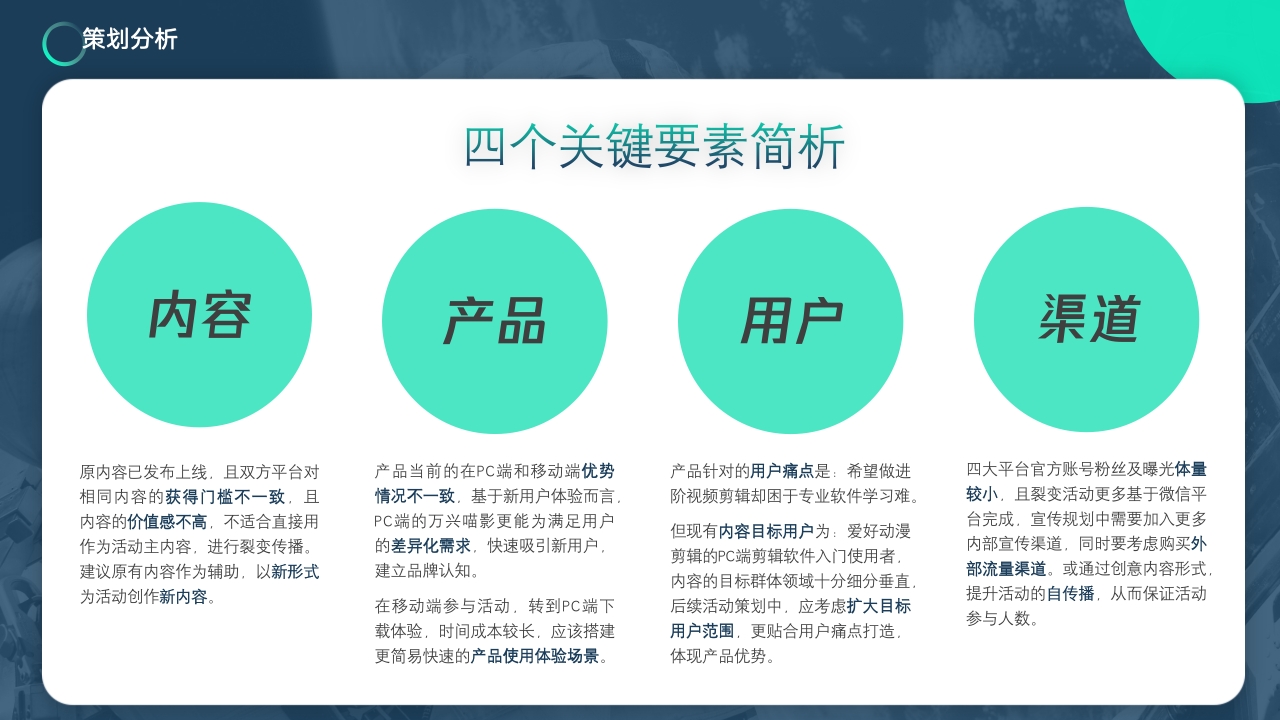 策划分析
四个关键要素简析
内容
产品
用户
渠道
原内容已发布上线，且双方平台对
相同内容的获得门槛不一致，且
内容的价值感不高，不适合直接用
作为活动主内容，进行裂变传播。
建议原有内容作为辅助，以新形式
为活动创作新内容。
产品当前的在PC端和移动端优势
情况不一致，基于新用户体验而言，
PC端的万兴喵影更能为满足用户
的差异化需求，快速吸引新用户，
建立品牌认知。
在移动端参与活动，转到PC端下
载体验，时间成本较长，应该搭建
更简易快速的产品使用体验场景。
产品针对的用户痛点是：希望做进
阶视频剪辑却困于专业软件学习难。
但现有内容目标用户为：爱好动漫
剪辑的PC端剪辑软件入门使用者，
内容的目标群体领域十分细分垂直，
后续活动策划中，应考虑扩大目标
用户范围，更贴合用户痛点打造，
体现产品优势。
四大平台官方账号粉丝及曝光体量
较小，且裂变活动更多基于微信平
台完成，宣传规划中需要加入更多
内部宣传渠道，同时要考虑购买外
部流量渠道。或通过创意内容形式，
提升活动的自传播，从而保证活动
参与人数。